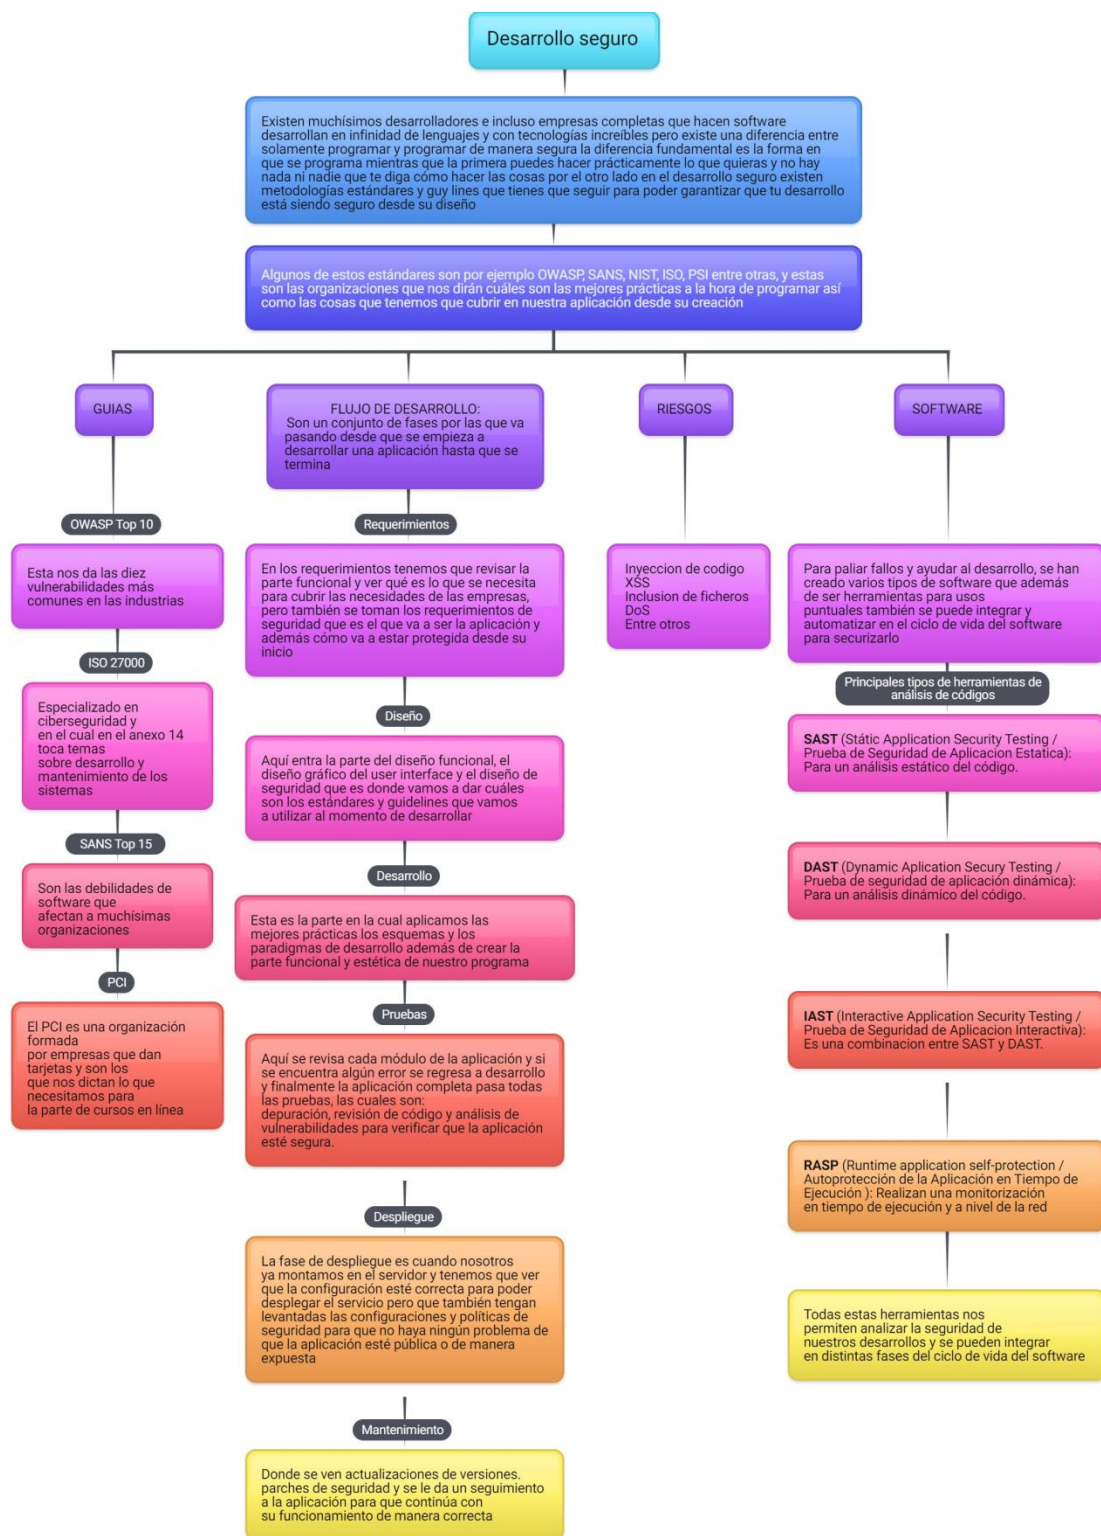 Desarrollo seguro
Existen muchísimos desarrolladores e incluso empresas completas que hacen software
desarrollan en infinidad de lenguajes y con tecnologías increíbles pero existe una diferencia entre
solamente programar y programar de manera segura la diferencia fundamental es la forma en
que se programa mientras que la primera puedes hacer prácticamente lo que quieras y no hay
nada ni nadie que te diga cómo hacer las cosas por el otro lado en el desarrollo seguro existen
metodologías estándares y guy lines que tienes que seguir para poder garantizar que tu desarrollo
está siendo seguro desde su diseño
Algunos de estos estándares son por ejemplo OWASP, SANS, NIST, ISO, PSI entre otras, y estas
son las organizaciones que nos dirán cuáles son las mejores prácticas a la hora de programar así
como las cosas que tenemos que cubrir en nuestra aplicación desde su creación
GUIAS
OWASP Top 10
Esta nos da las diez
vulnerabilidades más
comunes en las industrias
ISO 27000
Especializado en
ciberseguridad y
en el cual en el anexo 14
toca temas
sobre desarrollo y
mantenimiento de los
sistemas
SANS Top 15
Son las debilidades de
software que
afectan a muchísimas
organizaciones
PCI
El PCI es una organización
formada
por empresas que dan
tarjetas y son los
que nos dictan lo que
necesitamos para
la parte de cursos en línea
FLUJO DE DESARROLLO:
Son un conjunto de fases por las que va
pasando desde que se empieza a
desarrollar una aplicación hasta que se
termina
Requerimientos
En los requerimientos tenemos que revisar la
parte funcional y ver qué es lo que se necesita
para cubrir las necesidades de las empresas,
pero también se toman los requerimientos de
seguridad que es el que va a ser la aplicación y
además cómo va a estar protegida desde su
inicio
Diseño
Aquí entra la parte del diseño funcional, el
diseño gráfico del user interface y el diseño de
seguridad que es donde vamos a dar cuáles
son los estándares y guidelines que vamos
a utilizar al momento de desarrollar
Desarrollo
Esta es la parte en la cual aplicamos las
mejores prácticas los esquemas y los
paradigmas de desarrollo además de crear la
parte funcional y estética de nuestro programa
Pruebas
Aquí se revisa cada módulo de la aplicación y si
se encuentra algún error se regresa a desarrollo
y finalmente la aplicación completa pasa todas
las pruebas, las cuales son:
depuración, revisión de código y análisis de
vulnerabilidades para verificar que la aplicación
esté segura.
Despliegue
La fase de despliegue es cuando nosotros
ya montamos en el servidor y tenemos que ver
que la configuración esté correcta para poder
desplegar el servicio pero que también tengan
levantadas las configuraciones y políticas de
seguridad para que no haya ningún problema de
que la aplicación esté pública o de manera
expuesta
Mantenimiento
Donde se ven actualizaciones de versiones.
parches de seguridad y se le da un seguimiento
a la aplicación para que continúa con
su funcionamiento de manera correcta
RIESGOS
Inyeccion de codigo
XSS
Inclusion de ficheros
DoS
Entre otros
SOFTWARE
Para paliar fallos y ayudar al desarrollo, se han
creado varios tipos de software que además
de ser herramientas para usos
puntuales también se puede integrar y
automatizar en el ciclo de vida del software
para securizarlo
Principales tipos de herramientas de
análisis de códigos
SAST (Státic Application Security Testing /
Prueba de Seguridad de Aplicacion Estatica):
Para un análisis estático del código.
DAST (Dynamic Aplication Secury Testing /
Prueba de seguridad de aplicación dinámica):
Para un análisis dinámico del código.
IAST (Interactive Application Security Testing /
Prueba de Seguridad de Aplicacion Interactiva):
Es una combinacion entre SAST y DAST.
RASP (Runtime application self-protection /
Autoprotección de la Aplicación en Tiempo de
Ejecución ): Realizan una monitorización
en tiempo de ejecución y a nivel de la red
Todas estas herramientas nos
permiten analizar la seguridad de
nuestros desarrollos y se pueden integrar
en distintas fases del ciclo de vida del software